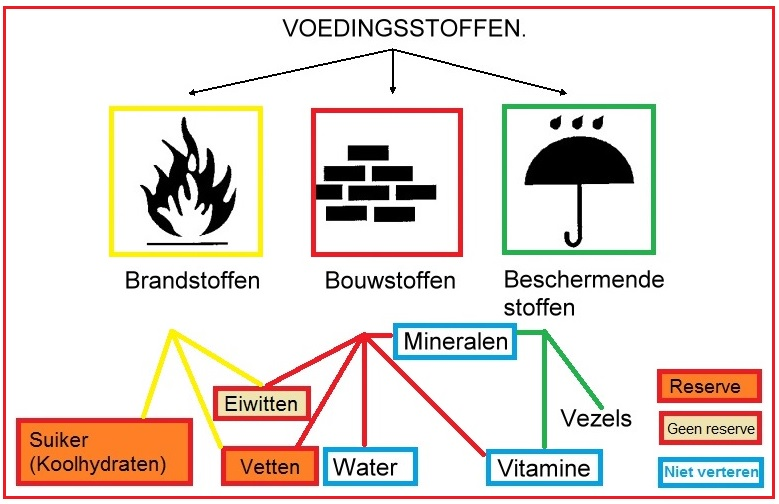 VOEDINGSSTOFFEN.
Brandstoffen
Bouwstoffen
Beschermende
stoffen
Mineralen
Eiwitten
Reserve
Suiker
(Koolhydraten)
Vetten
Water
Vitamine
Vezels
Geen reserve
Niet verteren